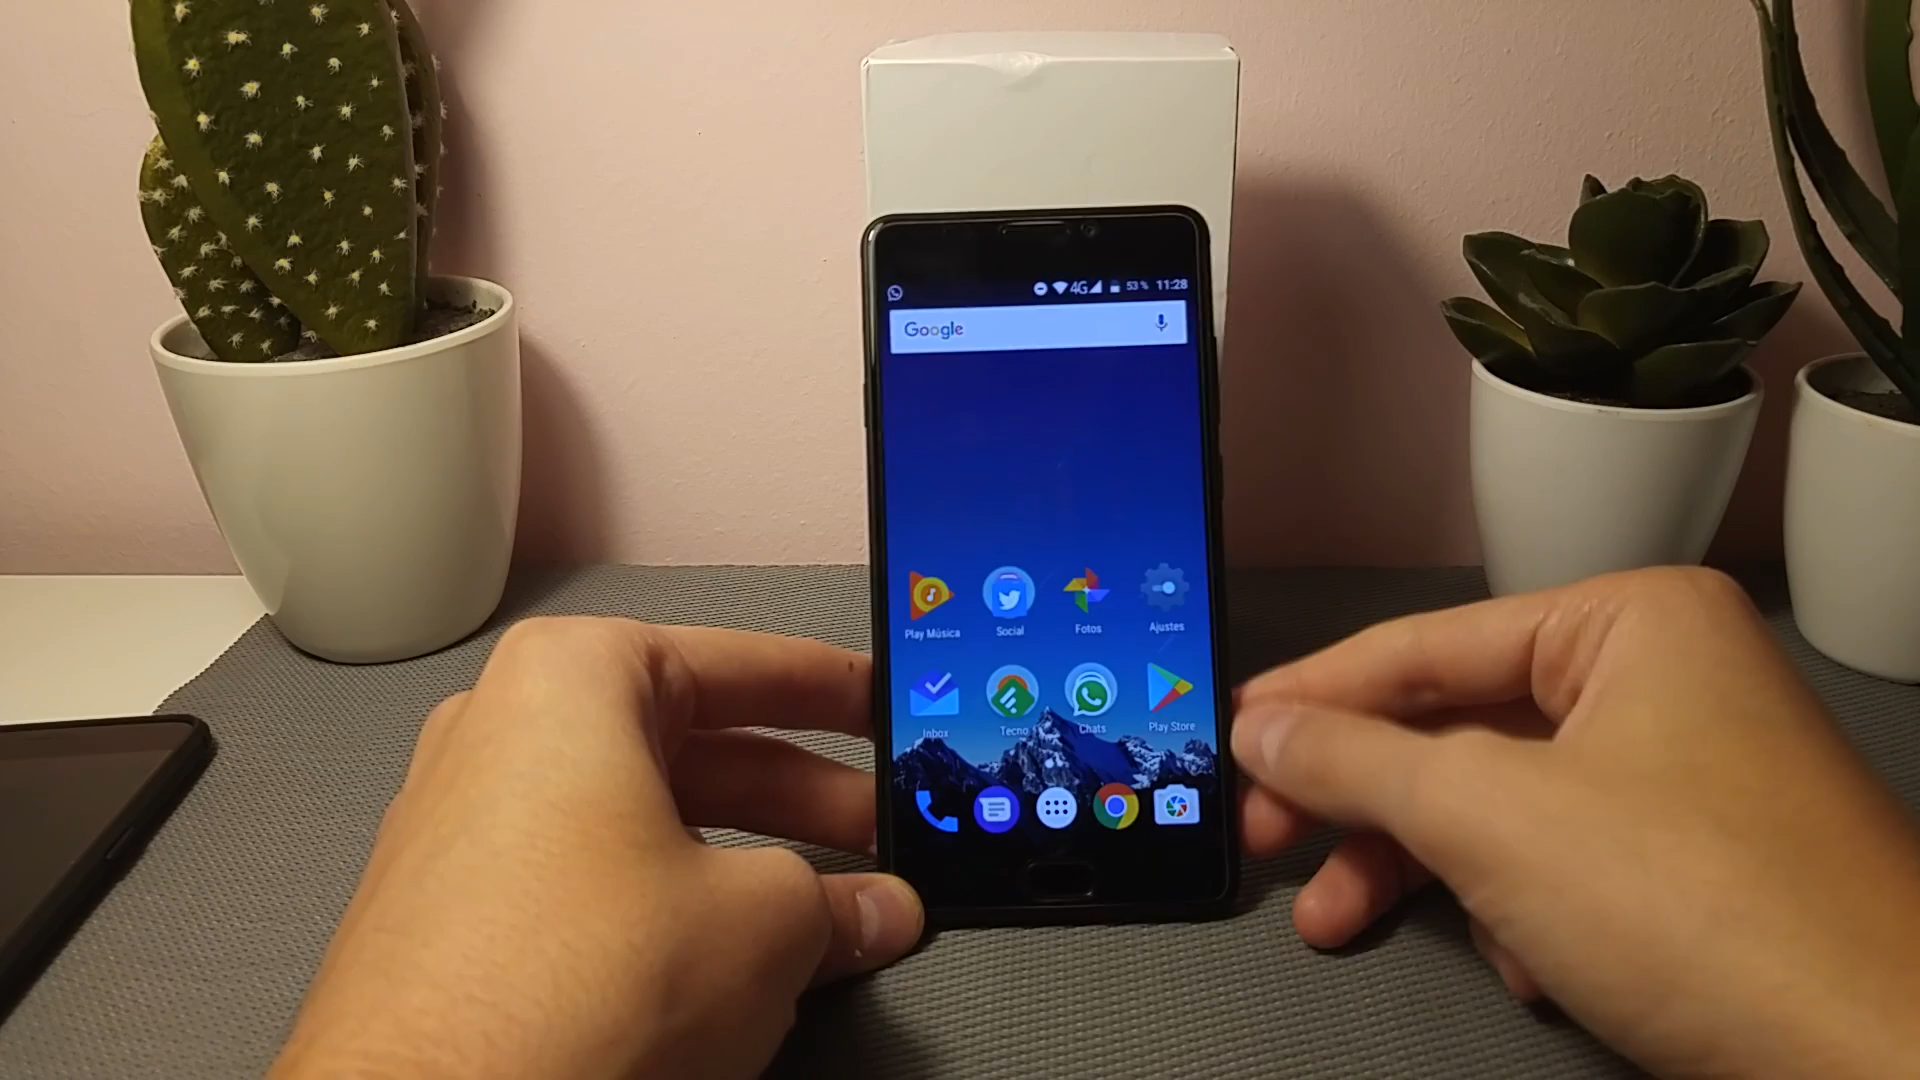 4G 53 % 11:28
Google
Play Música Social Fotos Ajustes
Inbox Tecno Chats Play Store